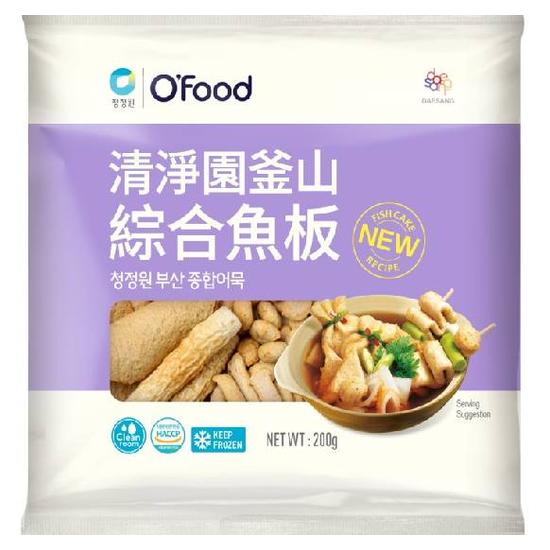 청정원
O'Food
daesang
DAESANG
清淨園釜山
綜合魚板
청정원 부산 종합어묵
FISH CAKE
NEW
RECIPE
Serving
Suggestion
Clean
room
HACCP
KEEP
FROZEN
NET WT : 200g